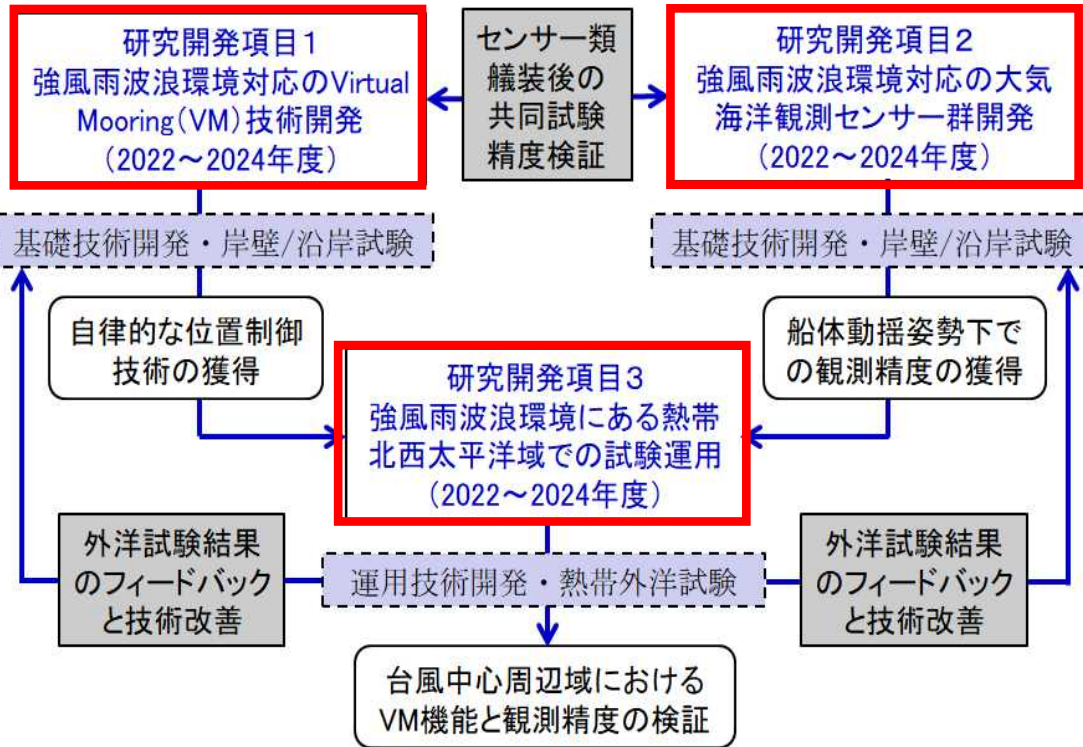 研究開発項目1
強風雨波浪環境対応のVirtual
Mooring(VM)技術開発
(2022～2024年度)
センサー類
艤装後の
共同試験
精度検証
研究開発項目2
強風雨波浪環境対応の大気
海洋観測センサー群開発
(2022～2024年度)
基礎技術開発・岸壁/沿岸試験
基礎技術開発・岸壁/沿岸試験
自律的な位置制御
技術の獲得
船体動揺姿勢下で
の観測精度の獲得
研究開発項目3
強風雨波浪環境にある熱帯
北西太平洋域での試験運用
(2022～2024年度)
外洋試験結果
のフィードバック
と技術改善
運用技術開発・熱帯外洋試験
外洋試験結果
のフィードバック
と技術改善
台風中心周辺域における
VM機能と観測精度の検証